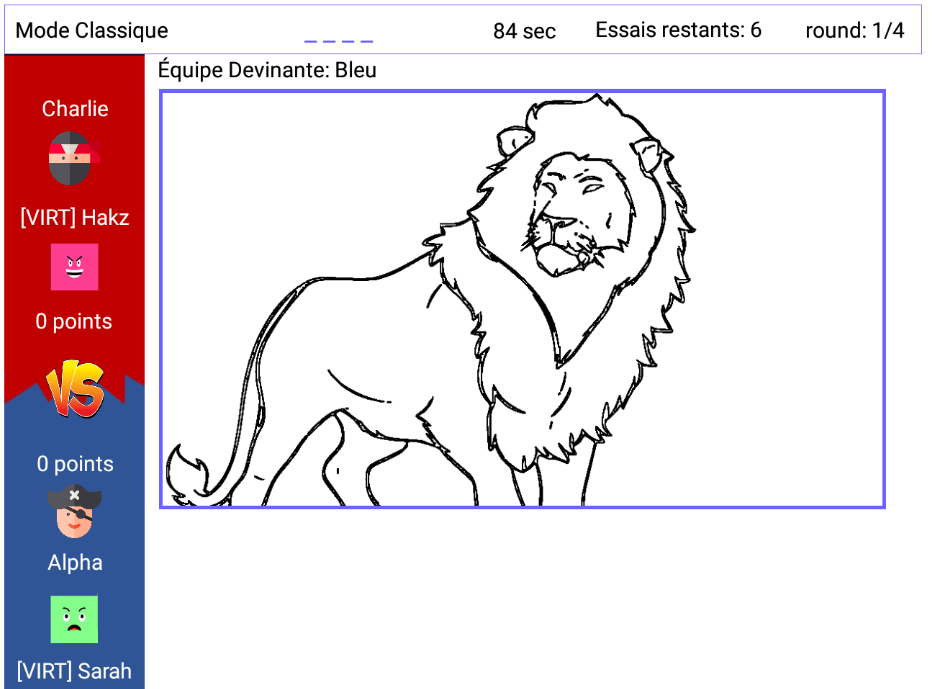 Mode Classique
_ _ _ _
84 sec
Essais restants: 6
round: 1/4
Équipe Devinante: Bleu
Charlie
[VIRT] Hakz
0 points
VS
0 points
Alpha
[VIRT] Sarah